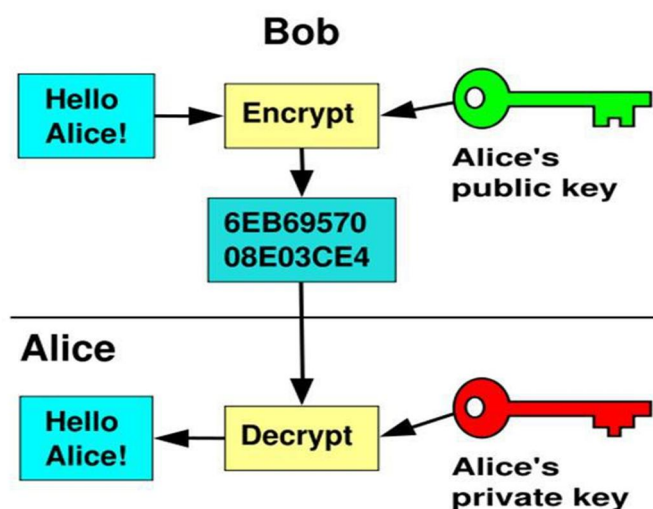 Bob
Hello
Alice!
Encrypt
Alice's
public key
6EB69570
08E03CE4
Alice
Hello
Alice!
Decrypt
Alice's
private key